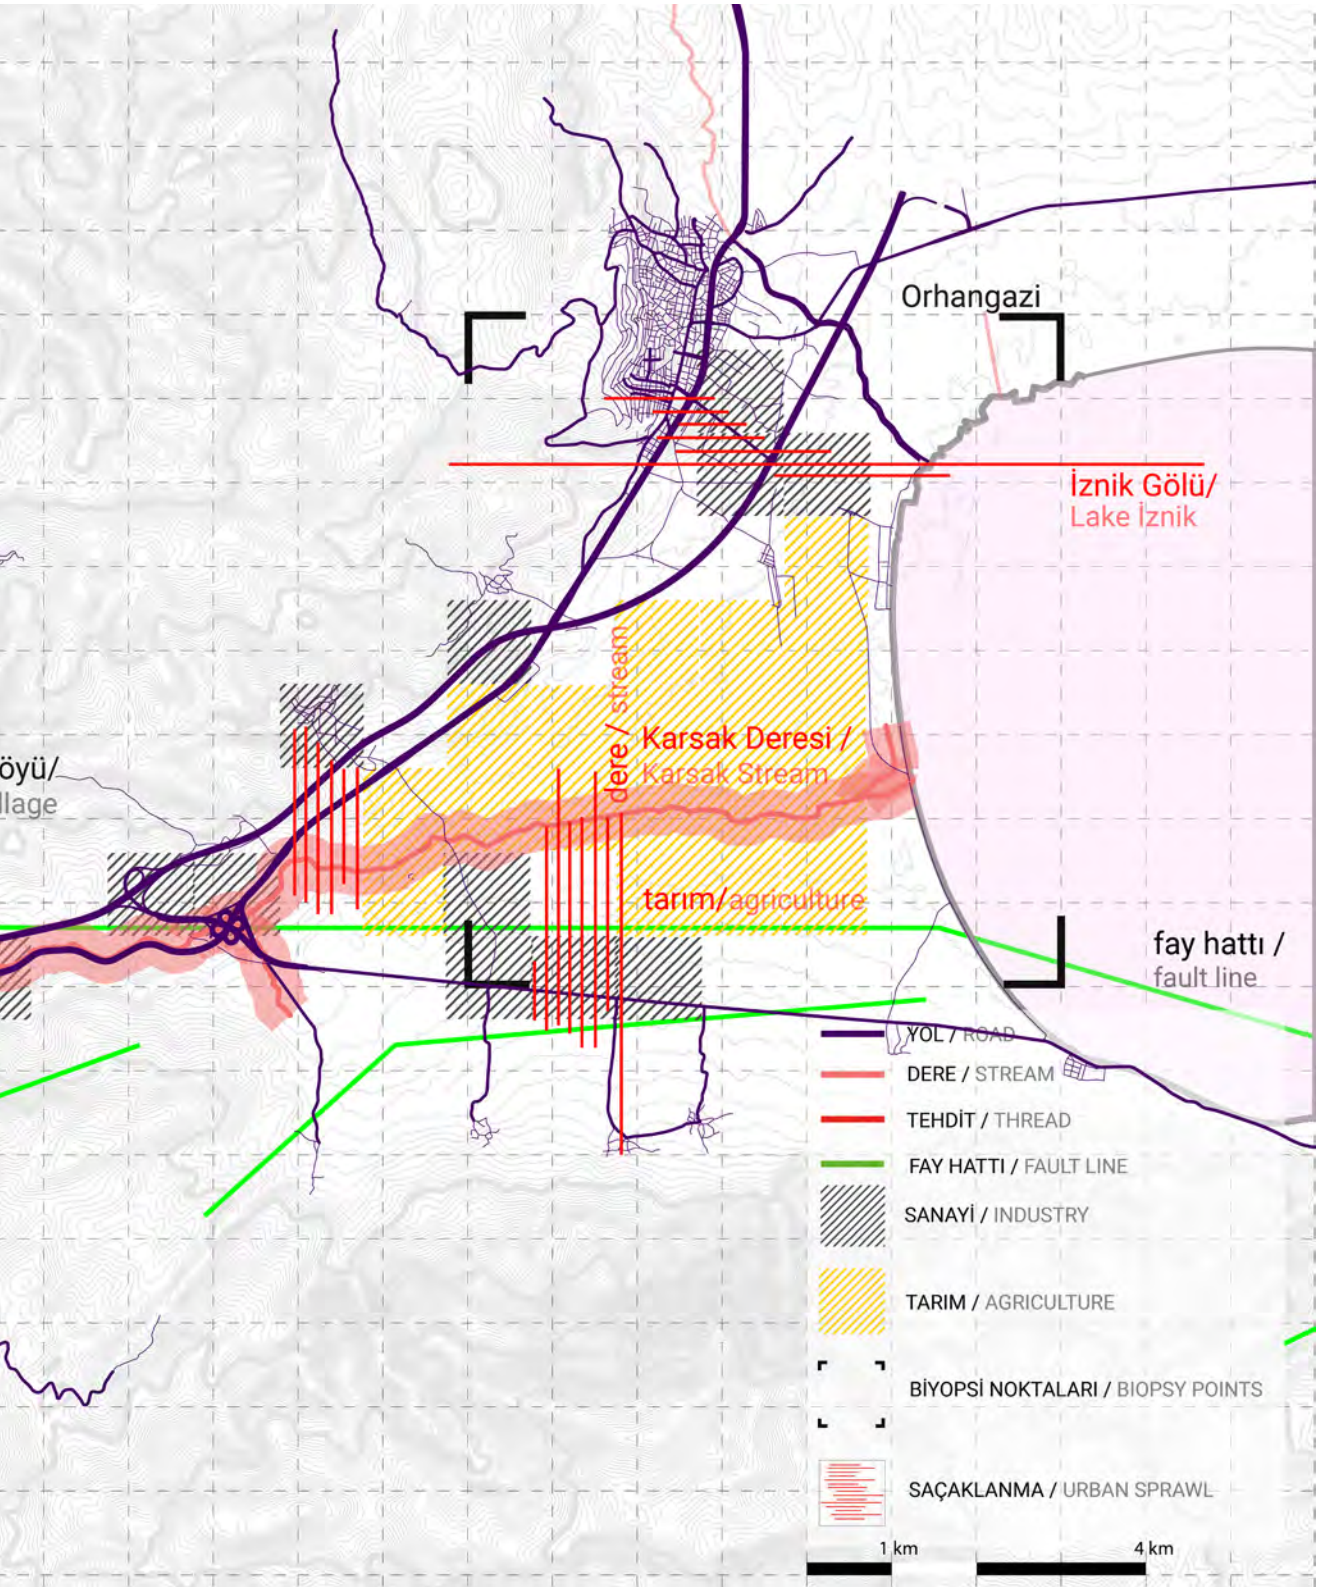 Orhangazi
İznik Gölü/
Lake İznik
dere / stream
Karsak Deresi /
Karsak Stream
öyü/
llage
tarım/agriculture
fay hattı /
fault line
YOL / ROAD
DERE / STREAM
TEHDİT / THREAD
FAY HATTI / FAULT LINE
SANAYİ / INDUSTRY
TARIM / AGRICULTURE
BİYOPSİ NOKTALARI / BIOPSY POINTS
SAÇAKLANMA / URBAN SPRAWL
1 km
4 km